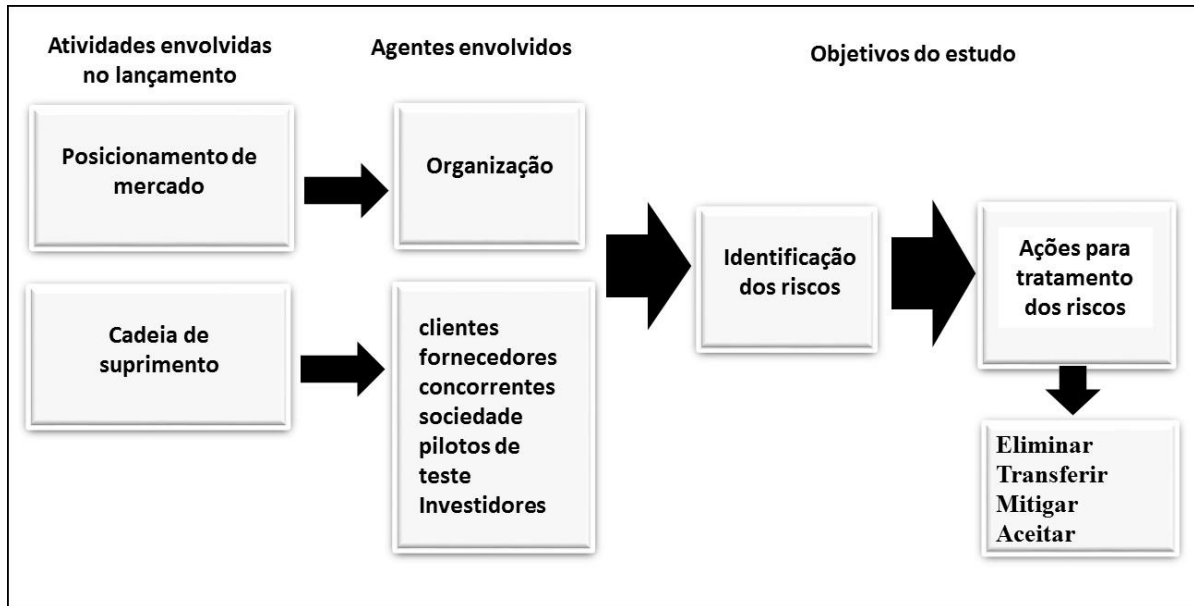 Atividades envolvidas
no lançamento
Agentes envolvidos
Objetivos do estudo
Posicionamento de
mercado
Organização
Cadeia de
suprimento
clientes
fornecedores
concorrentes
sociedade
pilotos de
teste
Investidores
Identificação
dos riscos
Ações para
tratamento
dos riscos
Eliminar
Transferir
Mitigar
Aceitar